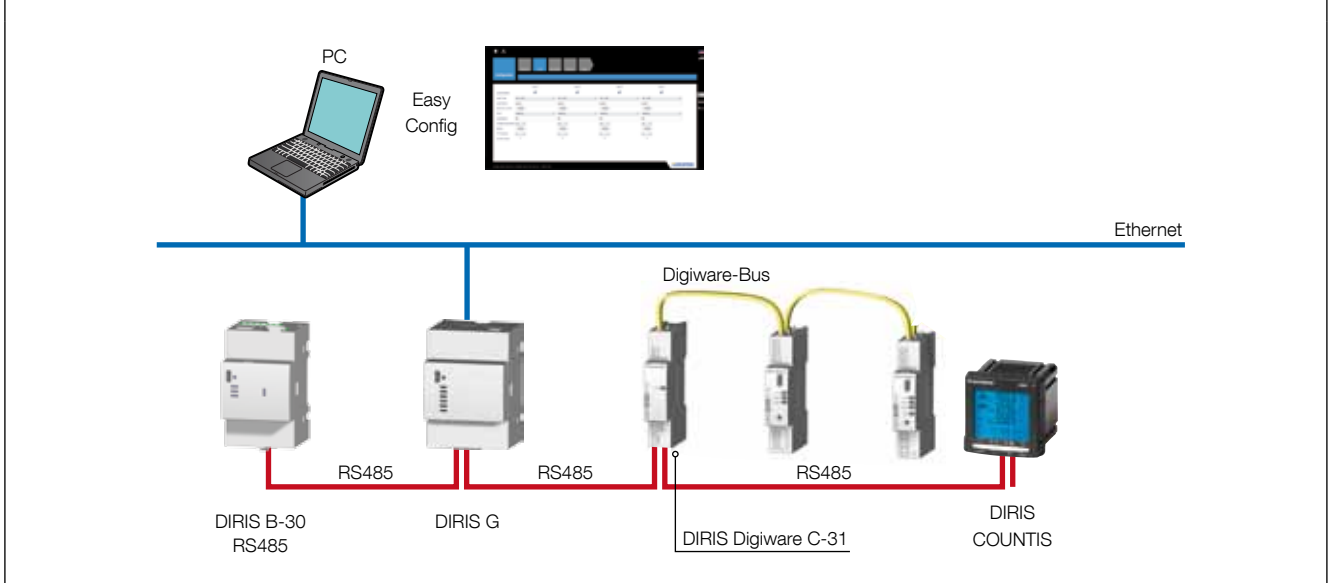 PC
Easy
Config
Ethernet
Digiware-Bus
RS485
RS485
RS485
DIRIS B-30
RS485
DIRIS G
DIRIS Digiware C-31
DIRIS
COUNTIS